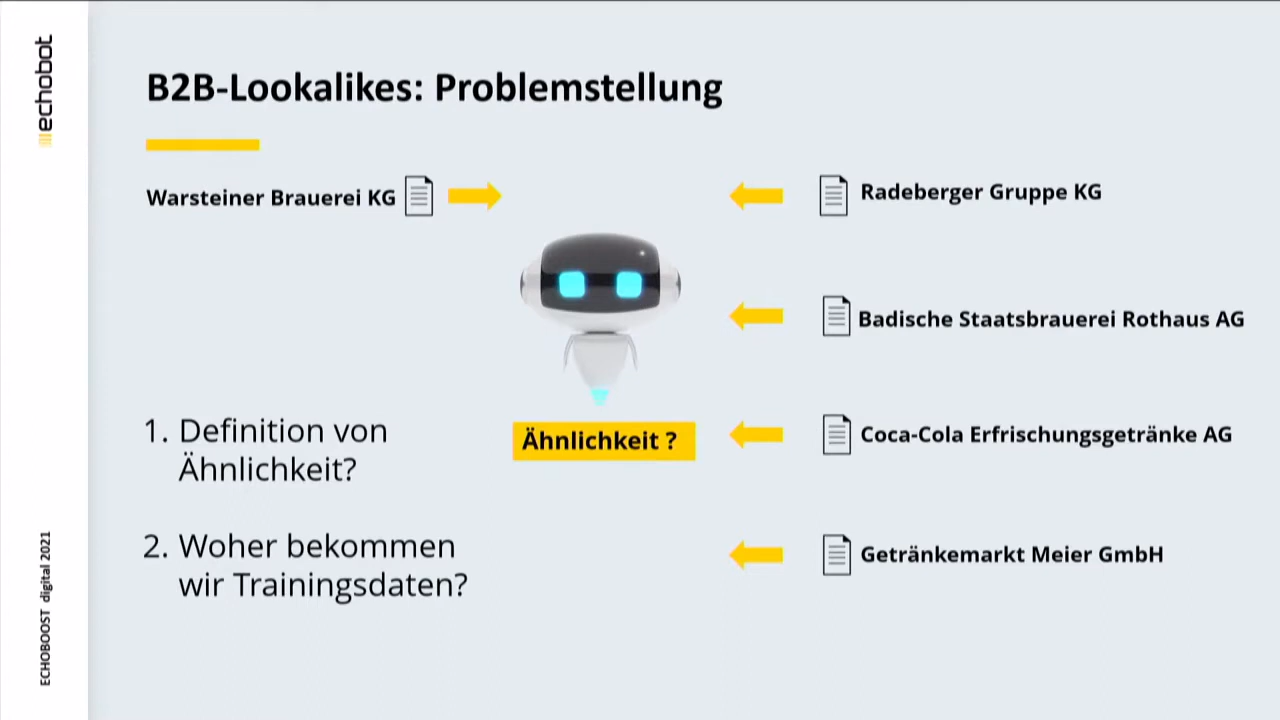 echobot
B2B-Lookalikes: Problemstellung
Warsteiner Brauerei KG
Radeberger Gruppe KG
Badische Staatsbrauerei Rothaus AG
Coca-Cola Erfrischungsgetränke AG
Getränkemarkt Meier GmbH
Ähnlichkeit ?
1. Definition von
Ähnlichkeit?
2. Woher bekommen
wir Trainingsdaten?
ECHOBOOST digital 2021